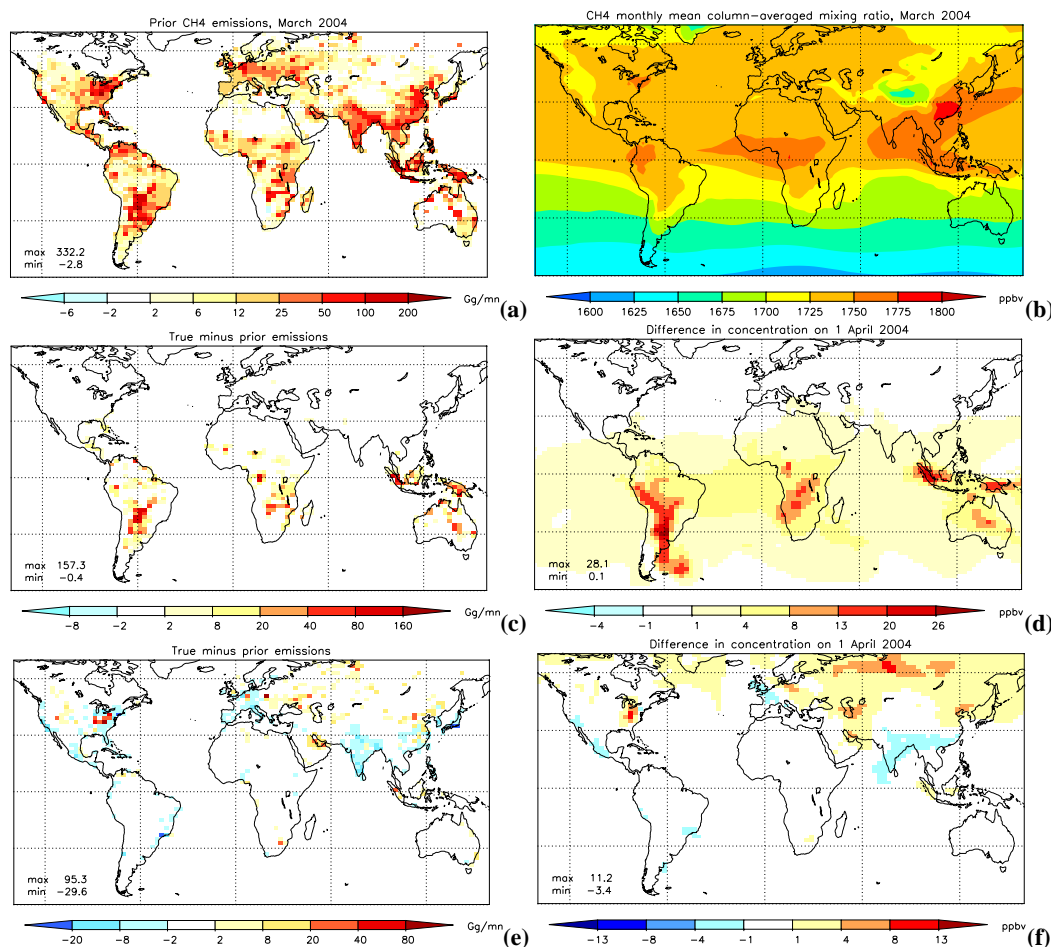 Prior CH4 emissions, March 2004
max 332.2
min -2.8
-6 -2 2 6 12 25 50 100 200
Gg/mn
(a)
CH4 monthly mean column-averaged mixing ratio, March 2004
1600 1625 1650 1675 1700 1725 1750 1775 1800
ppbv
(b)
True minus prior emissions
max 157.3
min -0.4
-8 -2 2 8 20 40 80 160
Gg/mn
(c)
Difference in concentration on 1 April 2004
max 28.1
min 0.1
-4 -1 1 4 8 13 20 26
ppbv
(d)
True minus prior emissions
max 95.3
min -29.6
-20 -8 -2 2 8 20 40 80
Gg/mn
(e)
Difference in concentration on 1 April 2004
max 11.2
min -3.4
-13 -8 -4 -1 1 4 8 13
ppbv
(f)